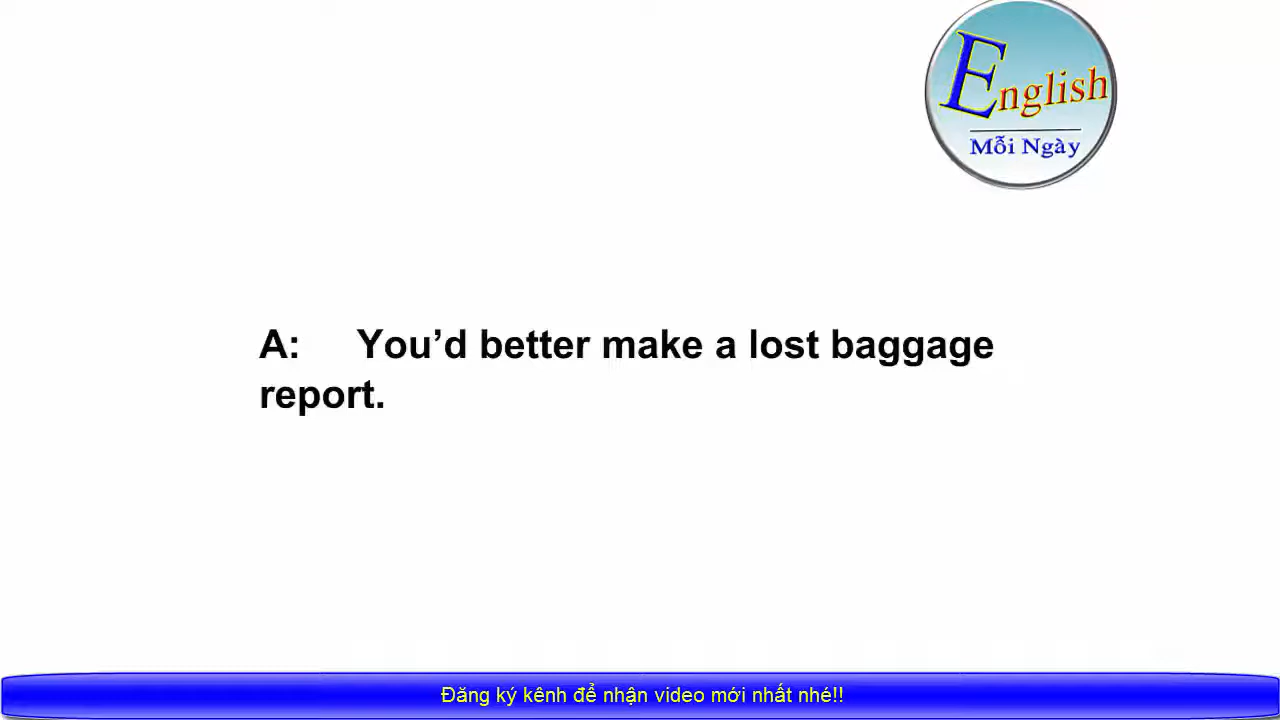 English
Mỗi Ngày
A: You’d better make a lost baggage
report.
Đăng ký kênh để nhận video mới nhất nhé!!